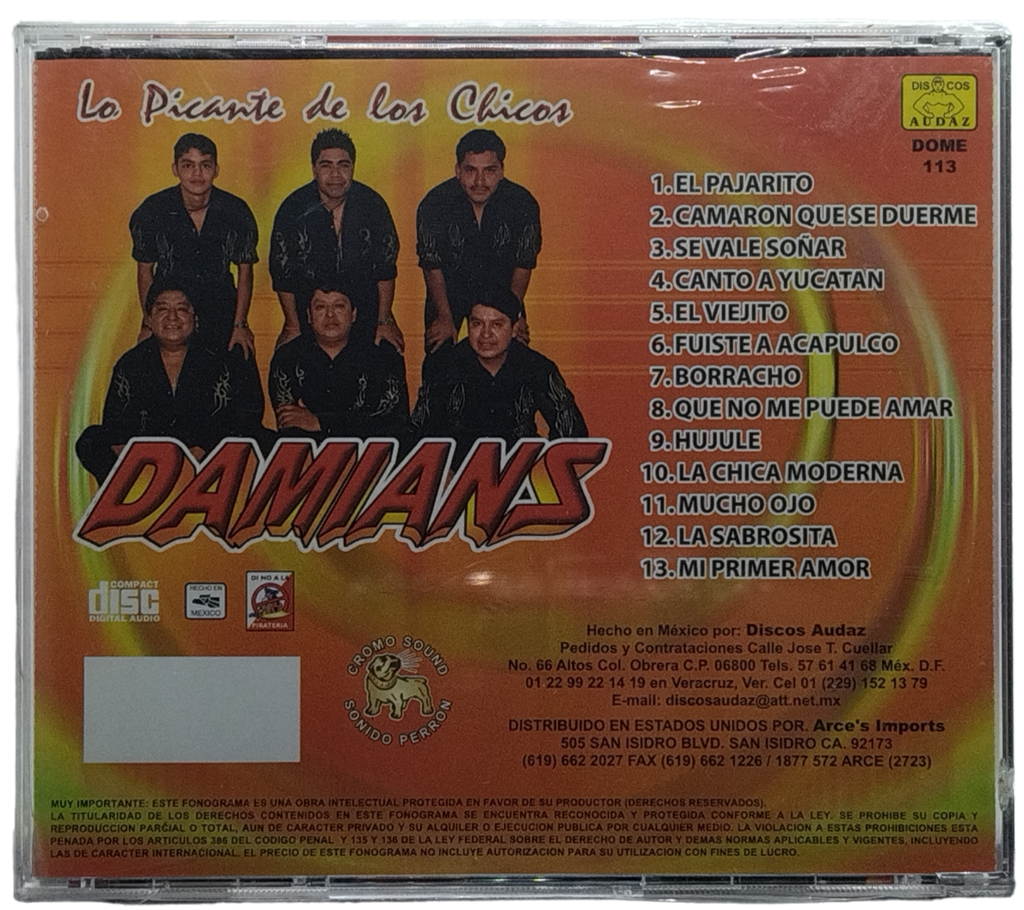 Lo Picante de los Chicos
DISCOS
AUDAZ
DOME
113
1. EL PAJARITO
2. CAMARON QUE SE DUERME
3. SE VALE SOÑAR
4. CANTO A YUCATAN
5. EL VIEJITO
6. FUISTE A ACAPULCO
7. BORRACHO
8. QUE NO ME PUEDE AMAR
9. HUJULE
10. LA CHICA MODERNA
11. MUCHO OJO
12. LA SABROSITA
13. MI PRIMER AMOR
DAMIANS
COMPACT
disc
DIGITAL AUDIO
HECHO EN
MEXICO
DI NO A LA
PIRATERIA
CROMO SOUND
SONIDO PERRON
Hecho en México por: Discos Audaz
Pedidos y Contrataciones Calle Jose T. Cuellar
No. 66 Altos Col. Obrera C.P. 06800 Tels. 57 61 41 68 Méx. D.F.
01 22 99 22 14 19 en Veracruz, Ver. Cel 01 (229) 152 13 79
E-mail: discosaudaz@att.net.mx
DISTRIBUIDO EN ESTADOS UNIDOS POR. Arce's Imports
505 SAN ISIDRO BLVD. SAN ISIDRO CA. 92173
(619) 662 2027 FAX (619) 662 1226 / 1877 572 ARCE (2723)
MUY IMPORTANTE: ESTE FONOGRAMA ES UNA OBRA INTELECTUAL PROTEGIDA EN FAVOR DE SU PRODUCTOR (DERECHOS RESERVADOS).
LA TITULARIDAD DE LOS DERECHOS CONTENIDOS EN ESTE FONOGRAMA SE ENCUENTRA RECONOCIDA Y PROTEGIDA CONFORME A LA LEY. SE PROHIBE SU COPIA Y
REPRODUCCION PARCIAL O TOTAL, AUN DE CARACTER PRIVADO Y SU ALQUILER O EJECUCION PUBLICA POR CUALQUIER MEDIO. LA VIOLACION A ESTAS PROHIBICIONES ESTA
PENADA POR LOS ARTICULOS 386 DEL CODIGO PENAL Y 135 Y 136 DE LA LEY FEDERAL SOBRE EL DERECHO DE AUTOR Y DEMAS NORMAS APLICABLES Y VIGENTES, INCLUYENDO
LAS DE CARACTER INTERNACIONAL. EL PRECIO DE ESTE FONOGRAMA NO INCLUYE AUTORIZACION PARA SU UTILIZACION CON FINES DE LUCRO.